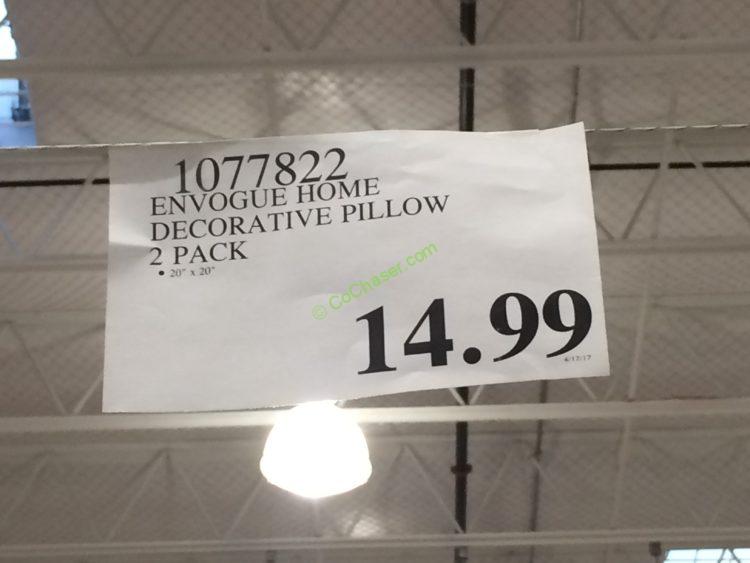 1077822
ENVOGUE HOME
DECORATIVE PILLOW
2 PACK
• 20" x 20"
© CoChaser.com
14.99
4/17/17